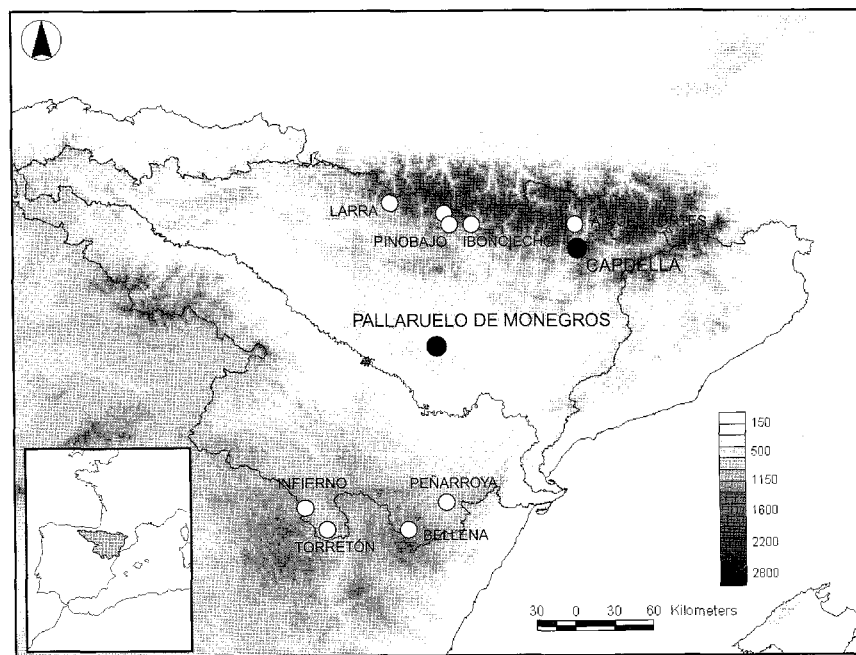 LARRA
PINOBAJO
CAPDELLA
PALLARUELO DE MONEGROS
150
500
1150
1600
2200
2800
INFIERNO
PEÑARROYA
TORRETÓN
BELLENA
30 0 30 60 Kilometers